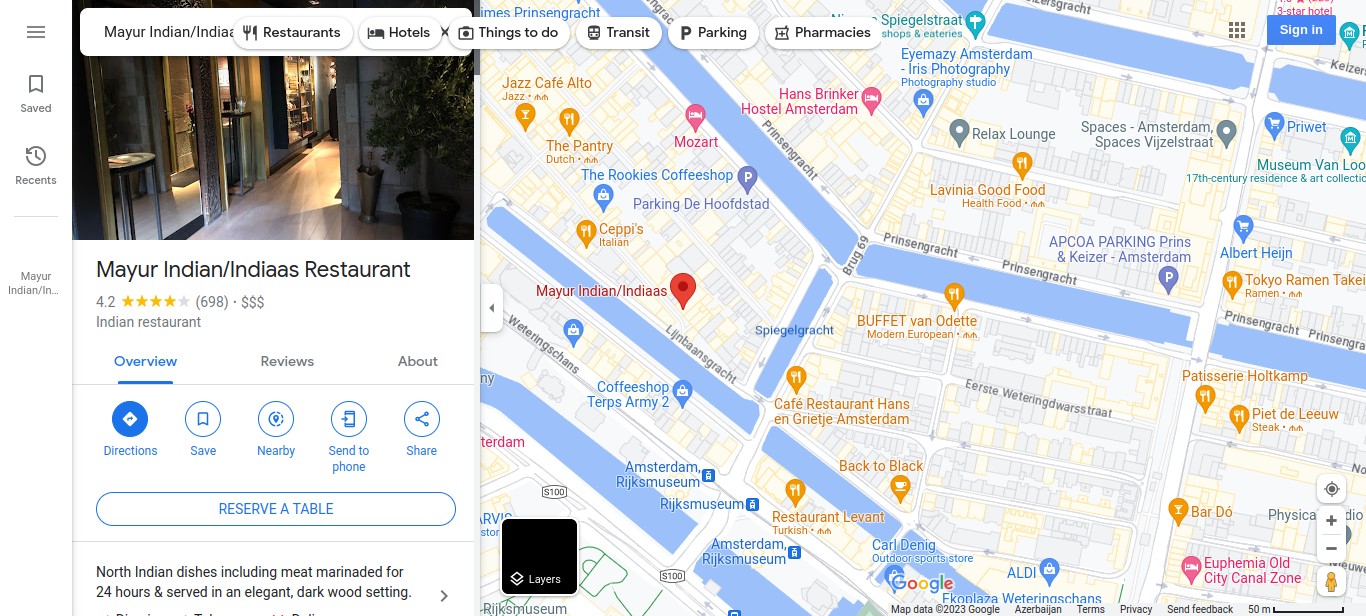 Mayur Indian/Indiaas
Restaurants
Hotels
Things to do
Transit
Parking
Pharmacies
Sign in
Saved
Recents
Mayur
Indian/In...
Mayur Indian/Indiaas Restaurant
4.2 (698) · $$$
Indian restaurant
Overview
Reviews
About
Directions
Save
Nearby
Send to
phone
Share
RESERVE A TABLE
North Indian dishes including meat marinaded for
24 hours & served in an elegant, dark wood setting.
Prinsengracht
Spiegelstraat
shops & eateries
3-star hotel
Jazz Café Alto
Jazz
The Pantry
Dutch
Mozart
Hans Brinker
Hostel Amsterdam
Eyemazy Amsterdam
- Iris Photography
Photography studio
Relax Lounge
Spaces - Amsterdam,
Spaces Vijzelstraat
Priwet
Museum Van Loo
17th-century residence & art collectio
Prinsengracht
The Rookies Coffeeshop
Parking De Hoofdstad
Ceppi's
Italian
Lavinia Good Food
Health Food
Brug 69
Prinsengracht
Prinsengracht
APCOA PARKING Prins
& Keizer - Amsterdam
Albert Heijn
Tokyo Ramen Takei
Ramen
Mayur Indian/Indiaas
BUFFET van Odette
Modern European
Spiegelgracht
Lijnbaansgracht
Weteringschans
Prinsengracht
Coffeeshop
Terps Army 2
Café Restaurant Hans
en Grietje Amsterdam
Eerste Weteringdwarsstraat
Patisserie Holtkamp
Piet de Leeuw
Steak
Back to Black
Amsterdam,
Rijksmuseum
Rijksmuseum
S100
Restaurant Levant
Turkish
Bar Dó
Amsterdam,
Rijksmuseum
Carl Denig
Outdoor sports store
ALDI
Euphemia Old
City Canal Zone
S100
Layers
Google
Ekoplaza Weteringschans
Rijksmuseum
Map data ©2023 Google
Azerbaijan
Terms
Privacy
Send feedback
50 m